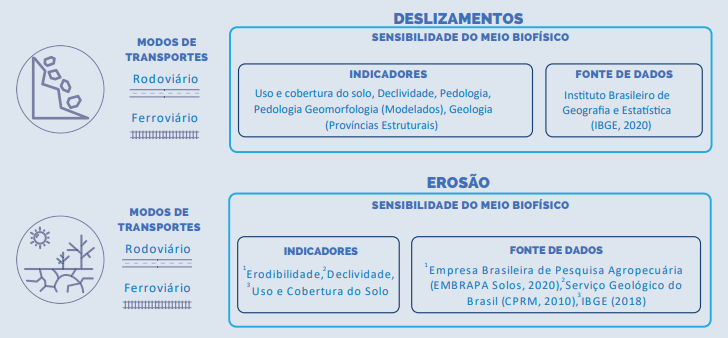 DESLIZAMENTOS
SENSIBILIDADE DO MEIO BIOFÍSICO
MODOS DE
TRANSPORTES
Rodoviário
Ferroviário
INDICADORES
Uso e cobertura do solo, Declividade, Pedologia,
Pedologia Geomorfologia (Modelados), Geologia
(Províncias Estruturais)
FONTE DE DADOS
Instituto Brasileiro de
Geografia e Estatística
(IBGE, 2020)
EROSÃO
SENSIBILIDADE DO MEIO BIOFÍSICO
MODOS DE
TRANSPORTES
Rodoviário
Ferroviário
INDICADORES
¹Erodibilidade,²Declividade,
³Uso e Cobertura do Solo
FONTE DE DADOS
¹Empresa Brasileira de Pesquisa Agropecuária
(EMBRAPA Solos, 2020),²Serviço Geológico do
Brasil (CPRM, 2010),³IBGE (2018)